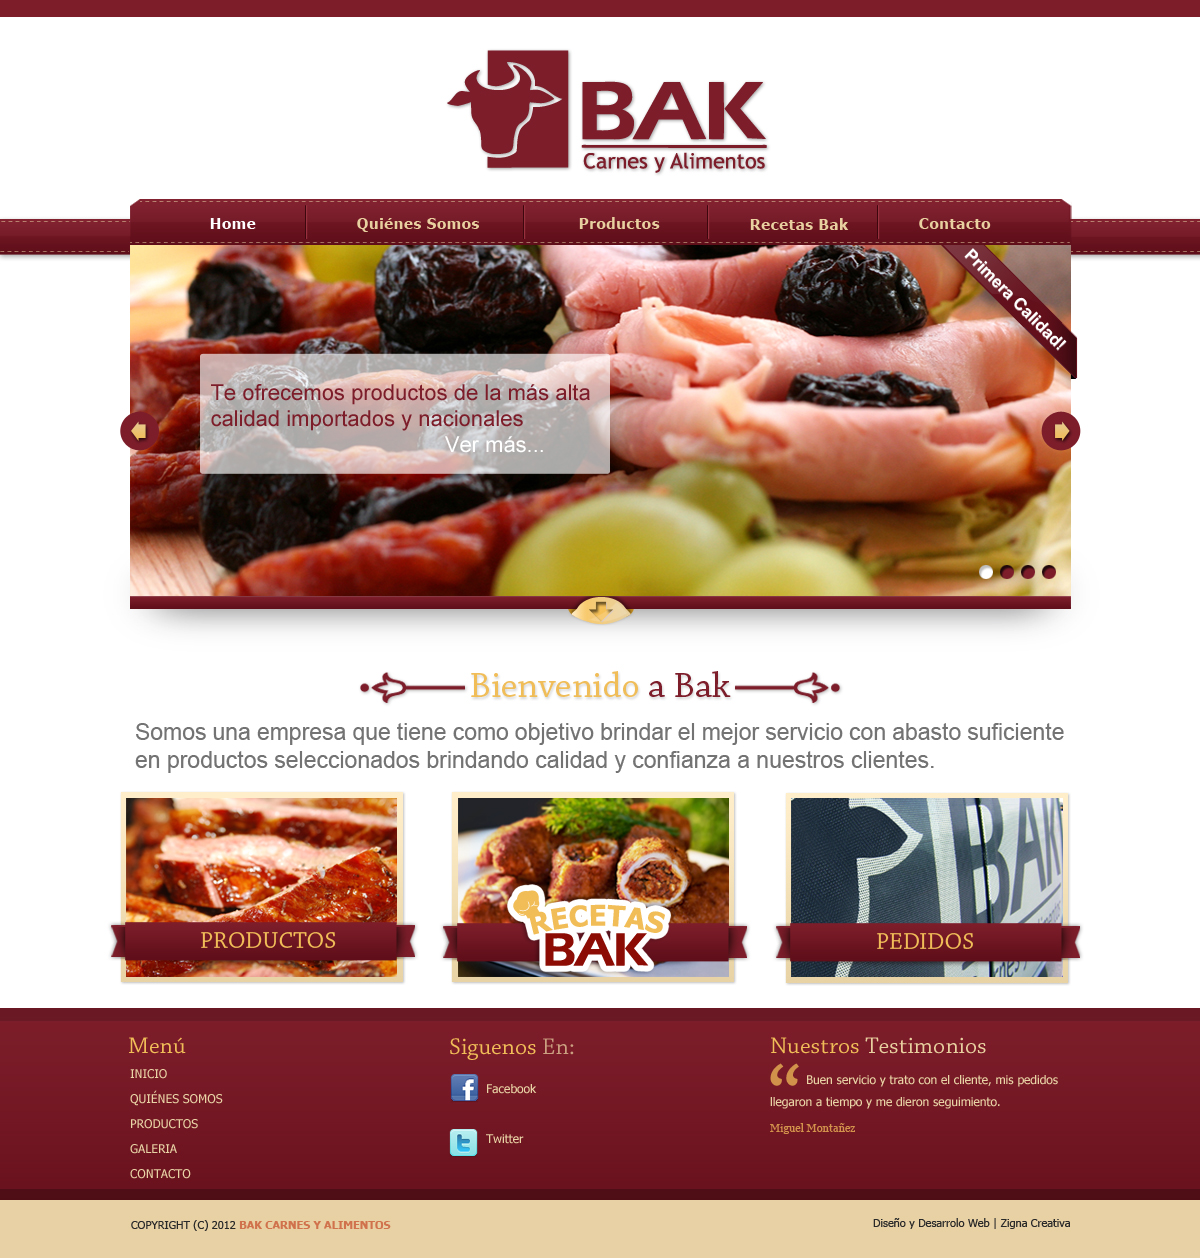 BAK
Carnes y Alimentos
Home
Quiénes Somos
Productos
Recetas Bak
Contacto
Primera Calidad!
Te ofrecemos productos de la más alta
calidad importados y nacionales
Ver más...
Bienvenido a Bak
Somos una empresa que tiene como objetivo brindar el mejor servicio con abasto suficiente
en productos seleccionados brindando calidad y confianza a nuestros clientes.
PRODUCTOS
RECETAS
BAK
BAK
PEDIDOS
Menú
INICIO
QUIÉNES SOMOS
PRODUCTOS
GALERIA
CONTACTO
Siguenos En:
Facebook
Twitter
Nuestros Testimonios
“ Buen servicio y trato con el cliente, mis pedidos
llegaron a tiempo y me dieron seguimiento.
Miguel Montañez
COPYRIGHT (C) 2012 BAK CARNES Y ALIMENTOS
Diseño y Desarrolo Web | Zigna Creativa